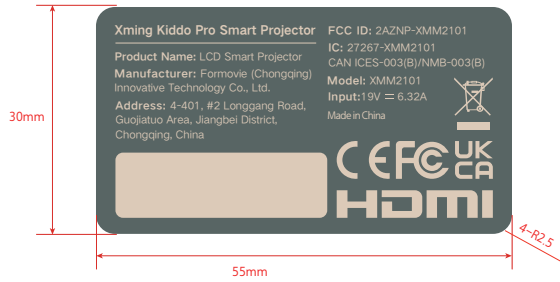 Xming Kiddo Pro Smart Projector
Product Name: LCD Smart Projector
Manufacturer: Formovie (Chongqing)
Innovative Technology Co., Ltd.
Address: 4-401, #2 Longgang Road,
Guojiatuo Area, Jiangbei District,
Chongqing, China
FCC ID: 2AZNP-XMM2101
IC: 27267-XMM2101
CAN ICES-003(B)/NMB-003(B)
Model: XMM2101
Input:19V ⎓ 6.32A
Made in China
CE FC UK
CA
HDMI
30mm
55mm
4-R2.5